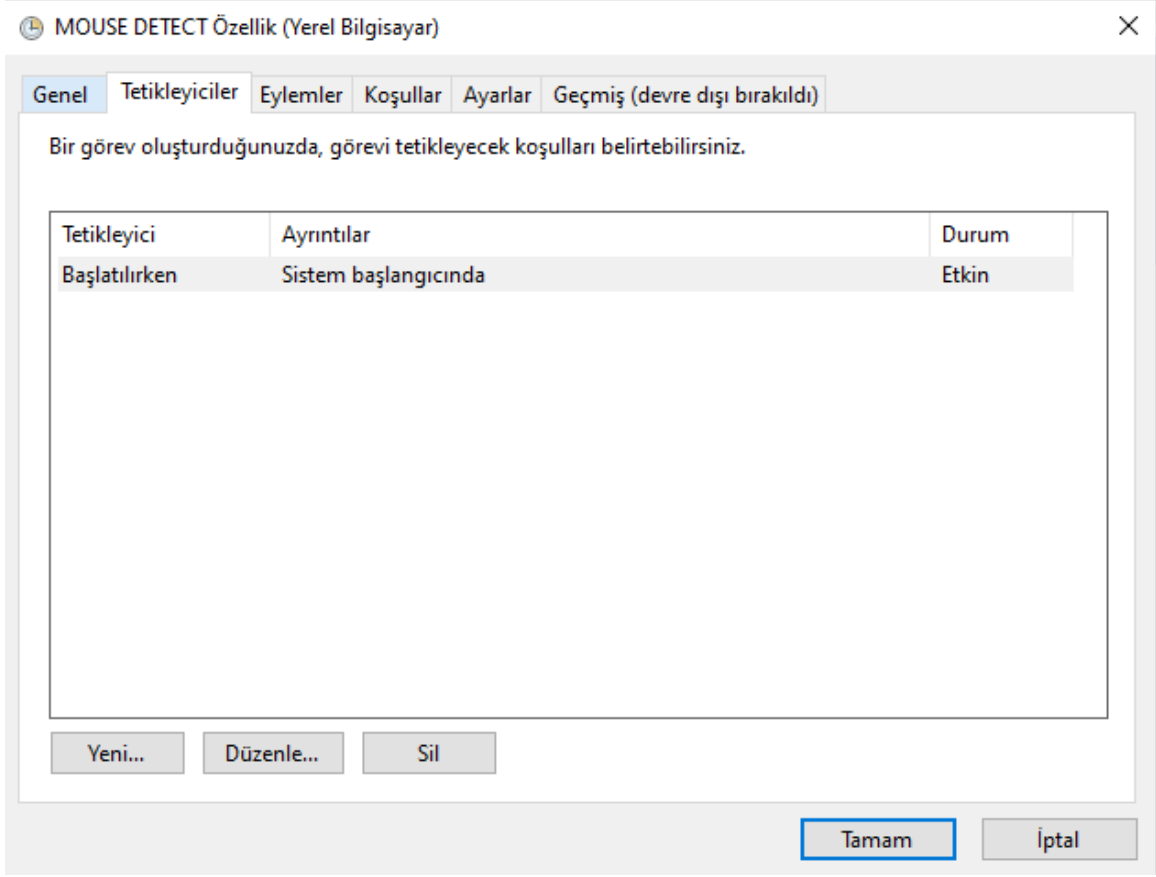 MOUSE DETECT Özellik (Yerel Bilgisayar)
Genel Tetikleyiciler Eylemler Koşullar Ayarlar Geçmiş (devre dışı bırakıldı)
Bir görev oluşturduğunuzda, görevi tetikleyecek koşulları belirtebilirsiniz.
Tetikleyici Ayrıntılar Durum
Başlatılırken Sistem başlangıcında Etkin
Yeni... Düzenle... Sil
Tamam İptal